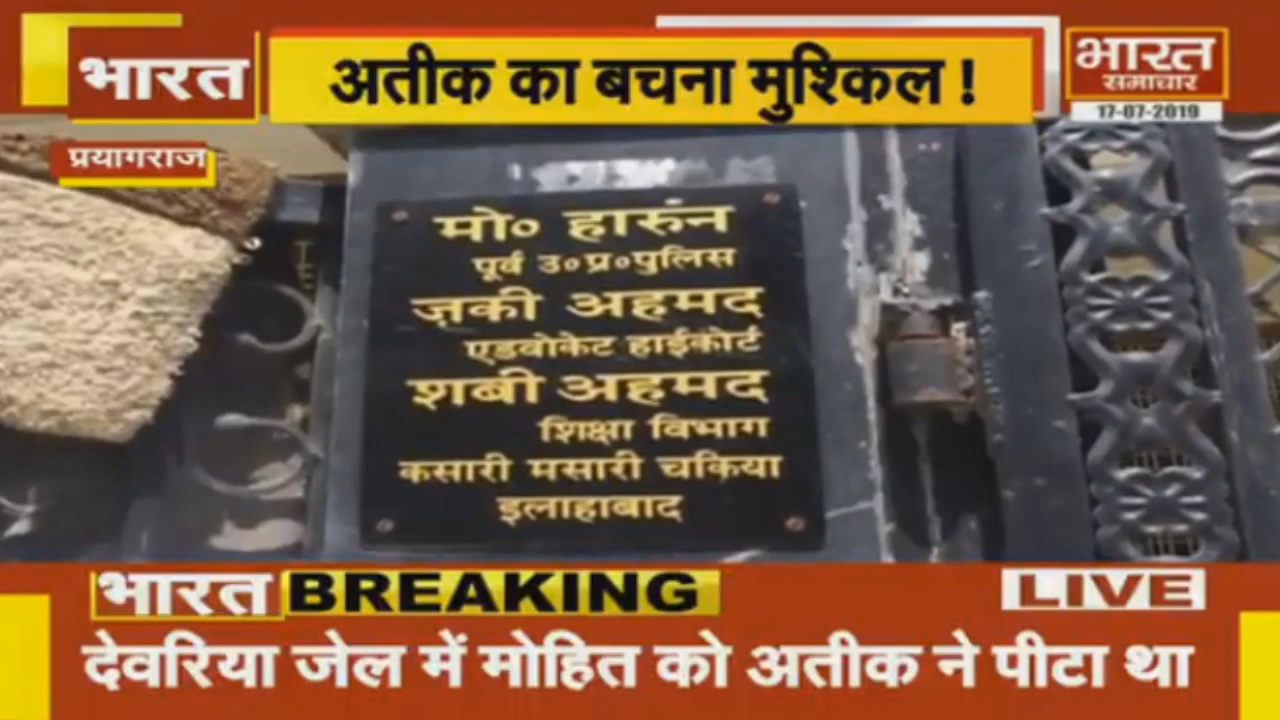 भारत
अतीक का बचना मुश्किल !
भारत
समाचार
17-07-2019
प्रयागराज
मो० हारुन
पूर्व उ०प्र०पुलिस
ज़की अहमद
एडवोकेट हाईकोर्ट
शबी अहमद
शिक्षा विभाग
कसारी मसारी चकिया
इलाहाबाद
भारत BREAKING
LIVE
देवरिया जेल में मोहित को अतीक ने पीटा था